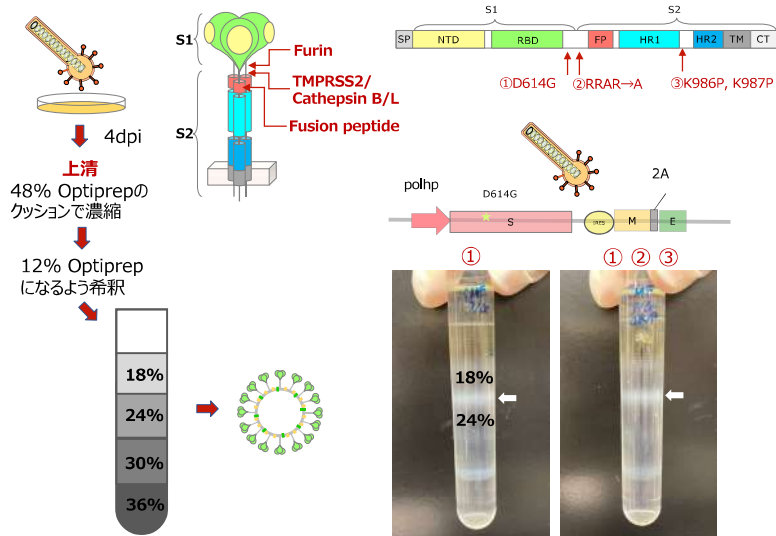 4dpi
上清
48% Optiprepの
クッションで濃縮
12% Optiprep
になるよう希釈
18%
24%
30%
36%
S1
S2
Furin
TMPRSS2/
Cathepsin B/L
Fusion peptide
S1
S2
SP
NTD
RBD
FP
HR1
HR2
TM
CT
①D614G
②RRAR→A
③K986P, K987P
polhp
D614G
2A
S
IRES
M
E
①
① ② ③
18%
24%